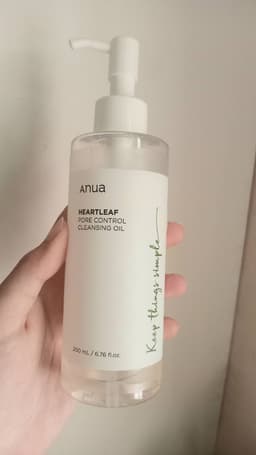 Anua
HEARTLEAF
PORE CONTROL
CLEANSING OIL
Keep things simple
200 mL / 6.76 fl.oz.